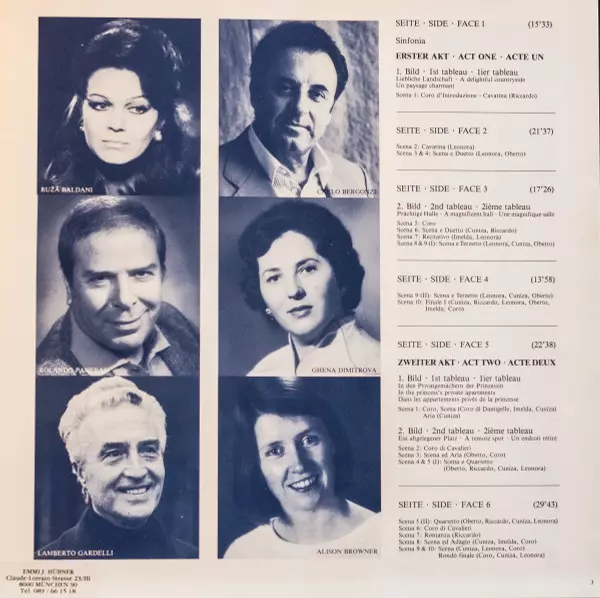 RUŽA BALDANI
CARLO BERGONZI
ROLANDO PANERAI
GHENA DIMITROVA
LAMBERTO GARDELLI
ALISON BROWNER
EMMI J. HÜBNER
Claude-Lorrain-Strasse 25/III
8000 MÜNCHEN 90
Tel. 089 / 66 15 18
SEITE · SIDE · FACE 1 (15'33)
Sinfonia
ERSTER AKT · ACT ONE · ACTE UN
1. Bild · 1st tableau · 1ier tableau
Liebliche Landschaft · A delightful countryside
Un paysage charmant
Scena 1: Coro d'Introduzione - Cavatina (Riccardo)
SEITE · SIDE · FACE 2 (21'37)
Scena 2: Cavatina (Leonora)
Scena 3 & 4: Scena e Duetto (Leonora, Oberto)
SEITE · SIDE · FACE 3 (17'26)
2. Bild · 2nd tableau · 2ième tableau
Prächtige Halle · A magnificent hall · Une magnifique salle
Scena 5: Coro
Scena 6: Scena e Duetto (Cuniza, Riccardo)
Scena 7: Recitativo (Imelda, Leonora)
Scena 8 & 9 (I): Scena e Terzetto (Leonora, Cuniza, Oberto)
SEITE · SIDE · FACE 4 (13'58)
Scena 9 (II): Scena e Terzetto (Leonora, Cuniza, Oberto)
Scena 10: Finale I (Cuniza, Riccardo, Leonora, Oberto,
Imelda, Coro)
SEITE · SIDE · FACE 5 (22'38)
ZWEITER AKT · ACT TWO · ACTE DEUX
1. Bild · 1st tableau · 1ier tableau
In den Privatgemächern der Prinzessin
In the princess's private apartments
Dans les appartements privés de la princesse
Scena 1: Coro, Scena (Coro di Damigelle, Imelda, Cuniza)
Aria (Cuniza)
2. Bild · 2nd tableau · 2ième tableau
Ein abgelegener Platz · A remote spot · Un endroit retiré
Scena 2: Coro di Cavalieri
Scena 3: Scena ed Aria (Oberto, Coro)
Scena 4 & 5 (I): Scena e Quartetto
(Oberto, Riccardo, Cuniza, Leonora)
SEITE · SIDE · FACE 6 (29'43)
Scena 5 (II): Quartetto (Oberto, Riccardo, Cuniza, Leonora)
Scena 6: Coro di Cavalieri
Scena 7: Romanza (Riccardo)
Scena 8: Scena ed Adagio (Cuniza, Imelda, Coro)
Scena 9 & 10: Scena (Cuniza, Leonora, Coro)
Rondò finale (Coro, Cuniza, Leonora)
3